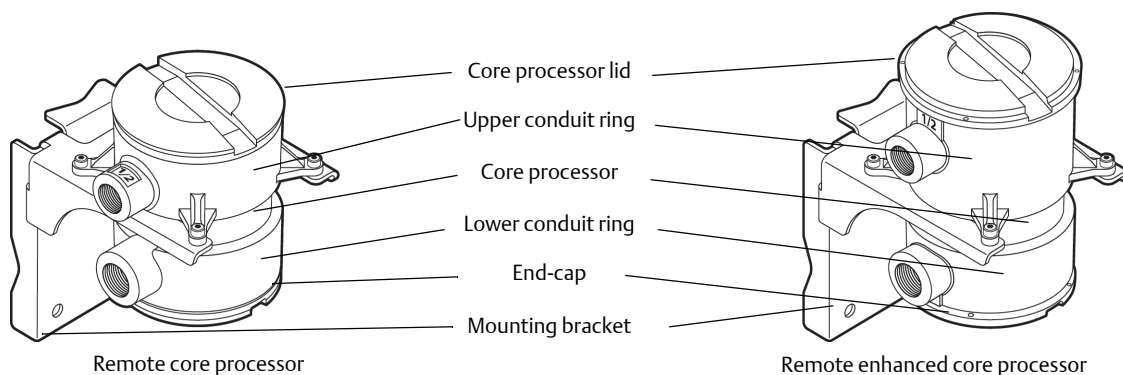 Core processor lid
Upper conduit ring
1/2
1/2
Core processor
Lower conduit ring
End-cap
Mounting bracket
Remote core processor
Remote enhanced core processor